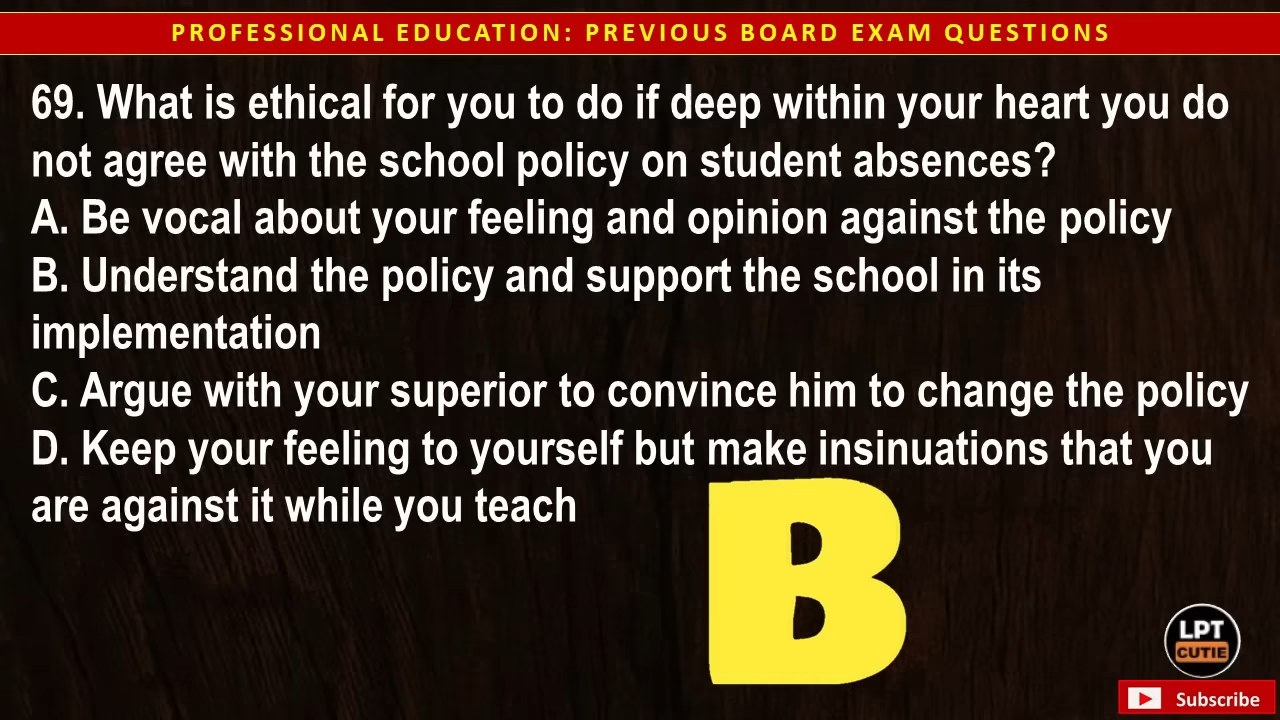 PROFESSIONAL EDUCATION: PREVIOUS BOARD EXAM QUESTIONS
69. What is ethical for you to do if deep within your heart you do
not agree with the school policy on student absences?
A. Be vocal about your feeling and opinion against the policy
B. Understand the policy and support the school in its
implementation
C. Argue with your superior to convince him to change the policy
D. Keep your feeling to yourself but make insinuations that you
are against it while you teach
B
LPT
CUTIE
Subscribe